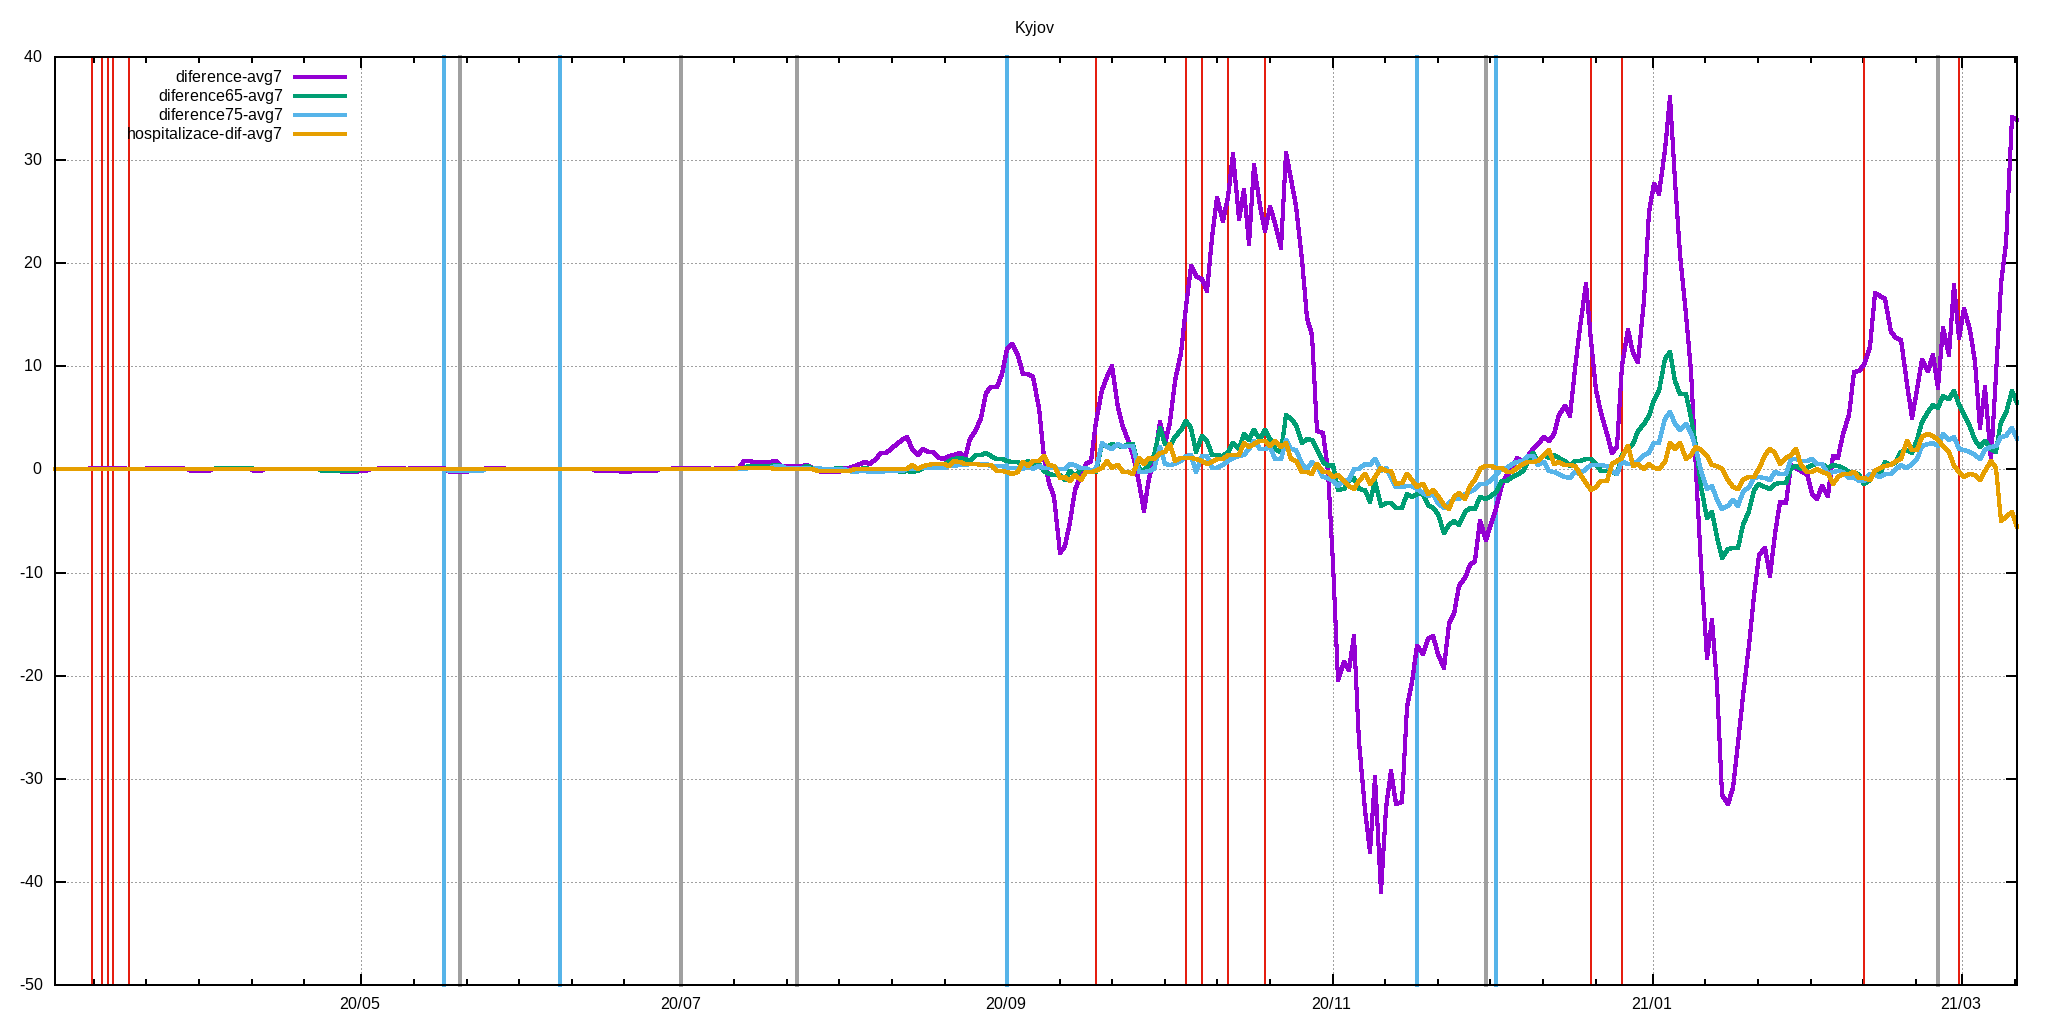 Kyjov
40
30
20
10
0
-10
-20
-30
-40
-50
diference-avg7
diference65-avg7
diference75-avg7
hospitalizace-dif-avg7
20/05 20/07 20/09 20/11 21/01 21/03